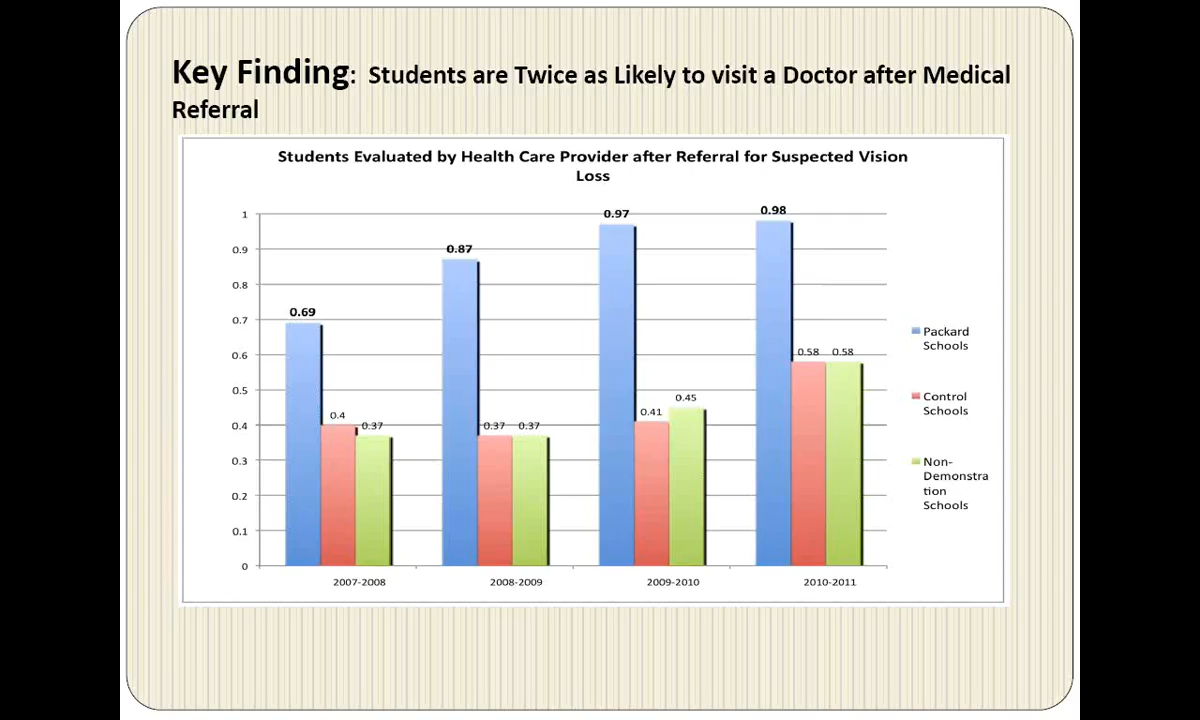 Key Finding: Students are Twice as Likely to visit a Doctor after Medical
Referral
Students Evaluated by Health Care Provider after Referral for Suspected Vision
Loss
1
0.9
0.8
0.7
0.6
0.5
0.4
0.3
0.2
0.1
0
0.69
0.4
0.37
0.87
0.37
0.37
0.97
0.41
0.45
0.98
0.58
0.58
2007-2008
2008-2009
2009-2010
2010-2011
Packard
Schools
Control
Schools
Non-
Demonstra
tion
Schools